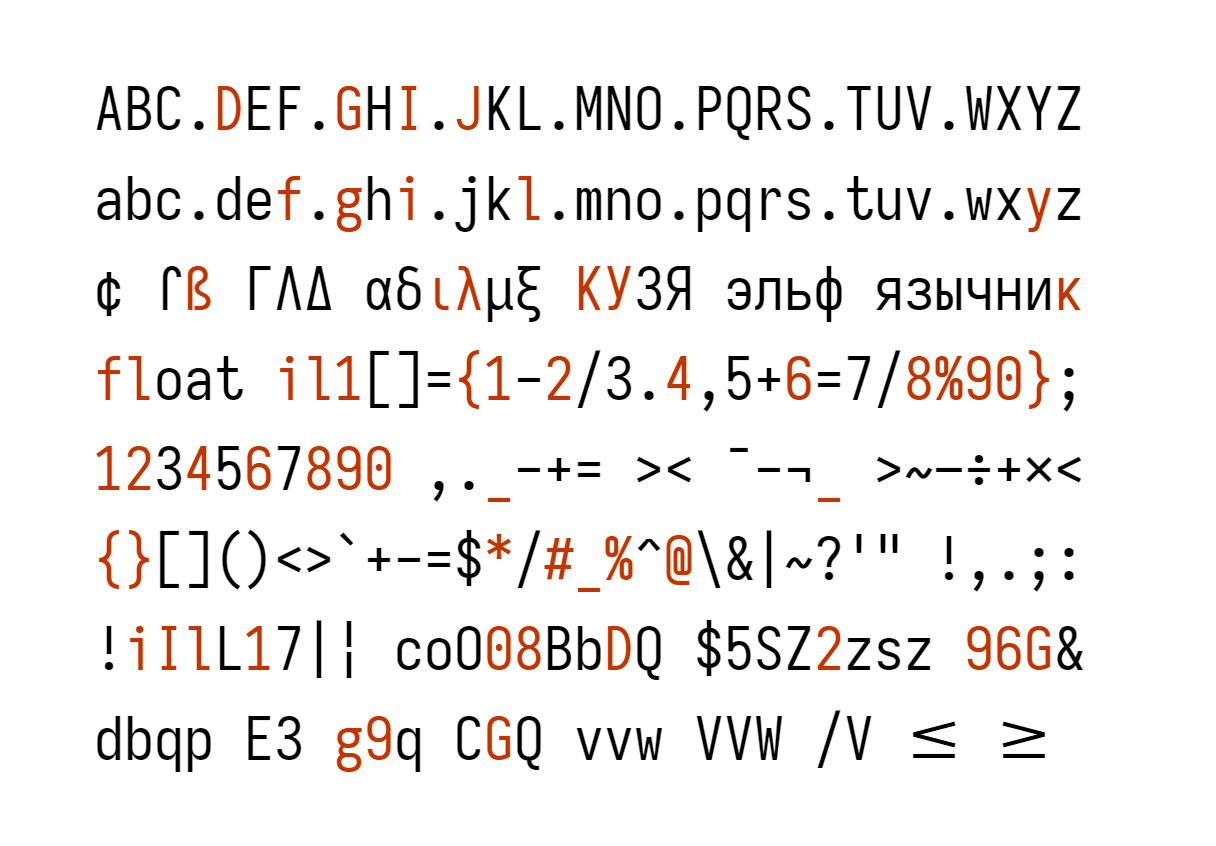 ABC.DEF.GHI.JKL.MNO.PQRS.TUV.WXYZ
abc.def.ghi.jkl.mno.pqrs.tuv.wxyz
¢ ſß ΓΛΔ αδιλμξ КУЗЯ эльф язычник
float il1[]={1-2/3.4,5+6=7/8%90};
1234567890 ,._-+= >< ¯-¬_ >~–÷+×<
{}[]()<>`+-=$*/#_%^@\&|~?'" !,.;:
!iIlL17|¦ coO08BbDQ $5SZ2zsz 96G&
dbqp E3 g9q CGQ vvw VVW /V ≤ ≥